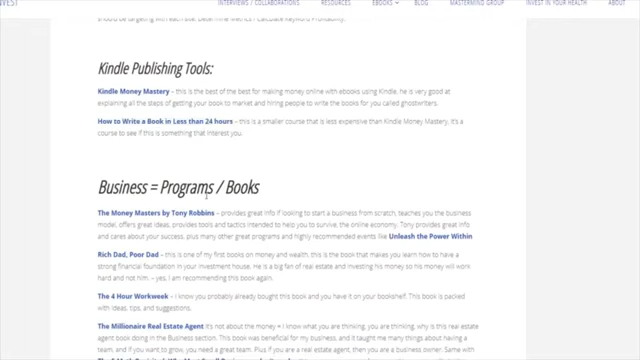 INTERVIEWS / COLLABORATIONS RESOURCES EBOOKS BLOG MASTERMIND GROUP INVEST IN YOUR HEALTH ABOUT
Kindle Publishing Tools:
Kindle Money Mastery – this is the best of the best for making money online with ebooks using Kindle, he is very good at
explaining all the steps of getting your book to market and hiring people to write the books for you called ghostwriters.
How to Write a Book in Less than 24 hours – this is a smaller course that is less expensive than Kindle Money Mastery, it's a
course to see if this is something that interest you.
Business = Programs / Books
The Money Masters by Tony Robbins – provides great info if looking to start a business from scratch, teaches you the business
model, offers great ideas, provides tools and tactics intended to help you to survive, the online economy. Tony provides great info
and cares about your success, plus many other great programs and highly recommended events like Unleash the Power Within
Rich Dad, Poor Dad – this is one of my first books on money and wealth, this is the book that makes you learn how to have a
strong financial foundation in your investment house. He is a big fan of real estate and investing his money so his money will work
hard and not him – yes, I am recommending this book again.
The 4 Hour Workweek – I know you probably already bought this book and you have it on your bookshelf. This book is packed
with ideas, tips, and suggestions.
The Millionaire Real Estate Agent it's not about the money = I know what you are thinking, you are thinking, why is this real estate
agent book doing in the Business section. This book was beneficial for my business, and it taught me many things about having a
team; and if you want to grow, you need a great team. Plus if you are a real estate agent, then you are a business owner. Same with